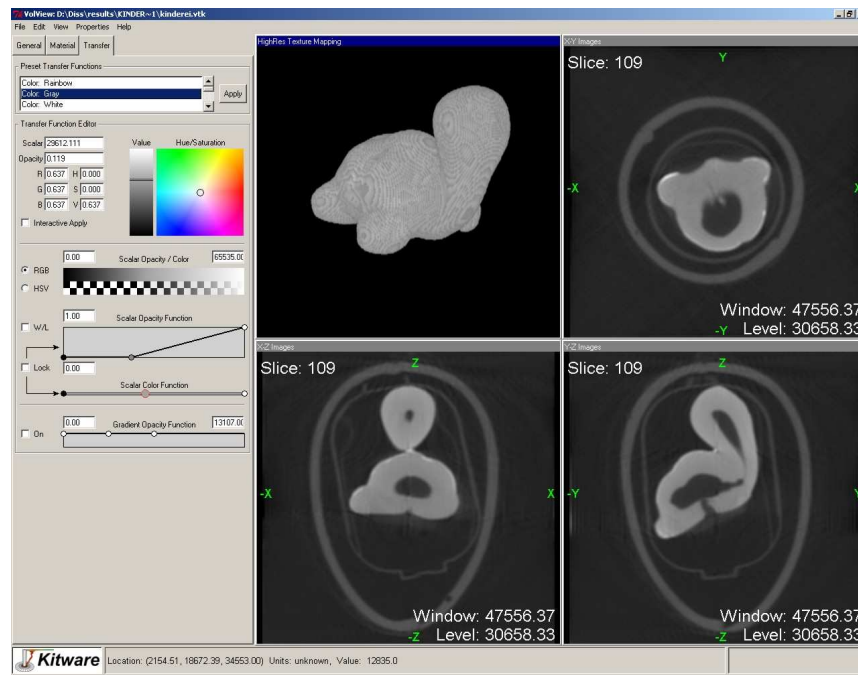 VolView: D:\Diss\results\KINDER~1\kinderei.vtk
File Edit View Properties Help
General Material Transfer
Preset Transfer Functions
Color: Rainbow
Color: Gray
Color: White
Apply
Transfer Function Editor
Scalar 29612.111
Value Hue/Saturation
Opacity 0.119
R 0.637 H 0.000
G 0.637 S 0.000
B 0.637 V 0.637
Interactive Apply
0.00 Scalar Opacity / Color 65535.00
RGB
HSV
1.00 Scalar Opacity Function
W/L
Lock 0.00
Scalar Color Function
0.00 Gradient Opacity Function 13107.00
On
HighRes Texture Mapping
X-Y Images
Slice: 109
Y
-X X
Window: 47556.37
-Y Level: 30658.33
X-Z Images
Slice: 109
Z
-X X
Window: 47556.37
-Z Level: 30658.33
Y-Z Images
Slice: 109
Z
-Y Y
Window: 47556.37
-Z Level: 30658.33
Kitware Location: (2154.51, 18672.39, 34553.00) Units: unknown, Value: 12835.0